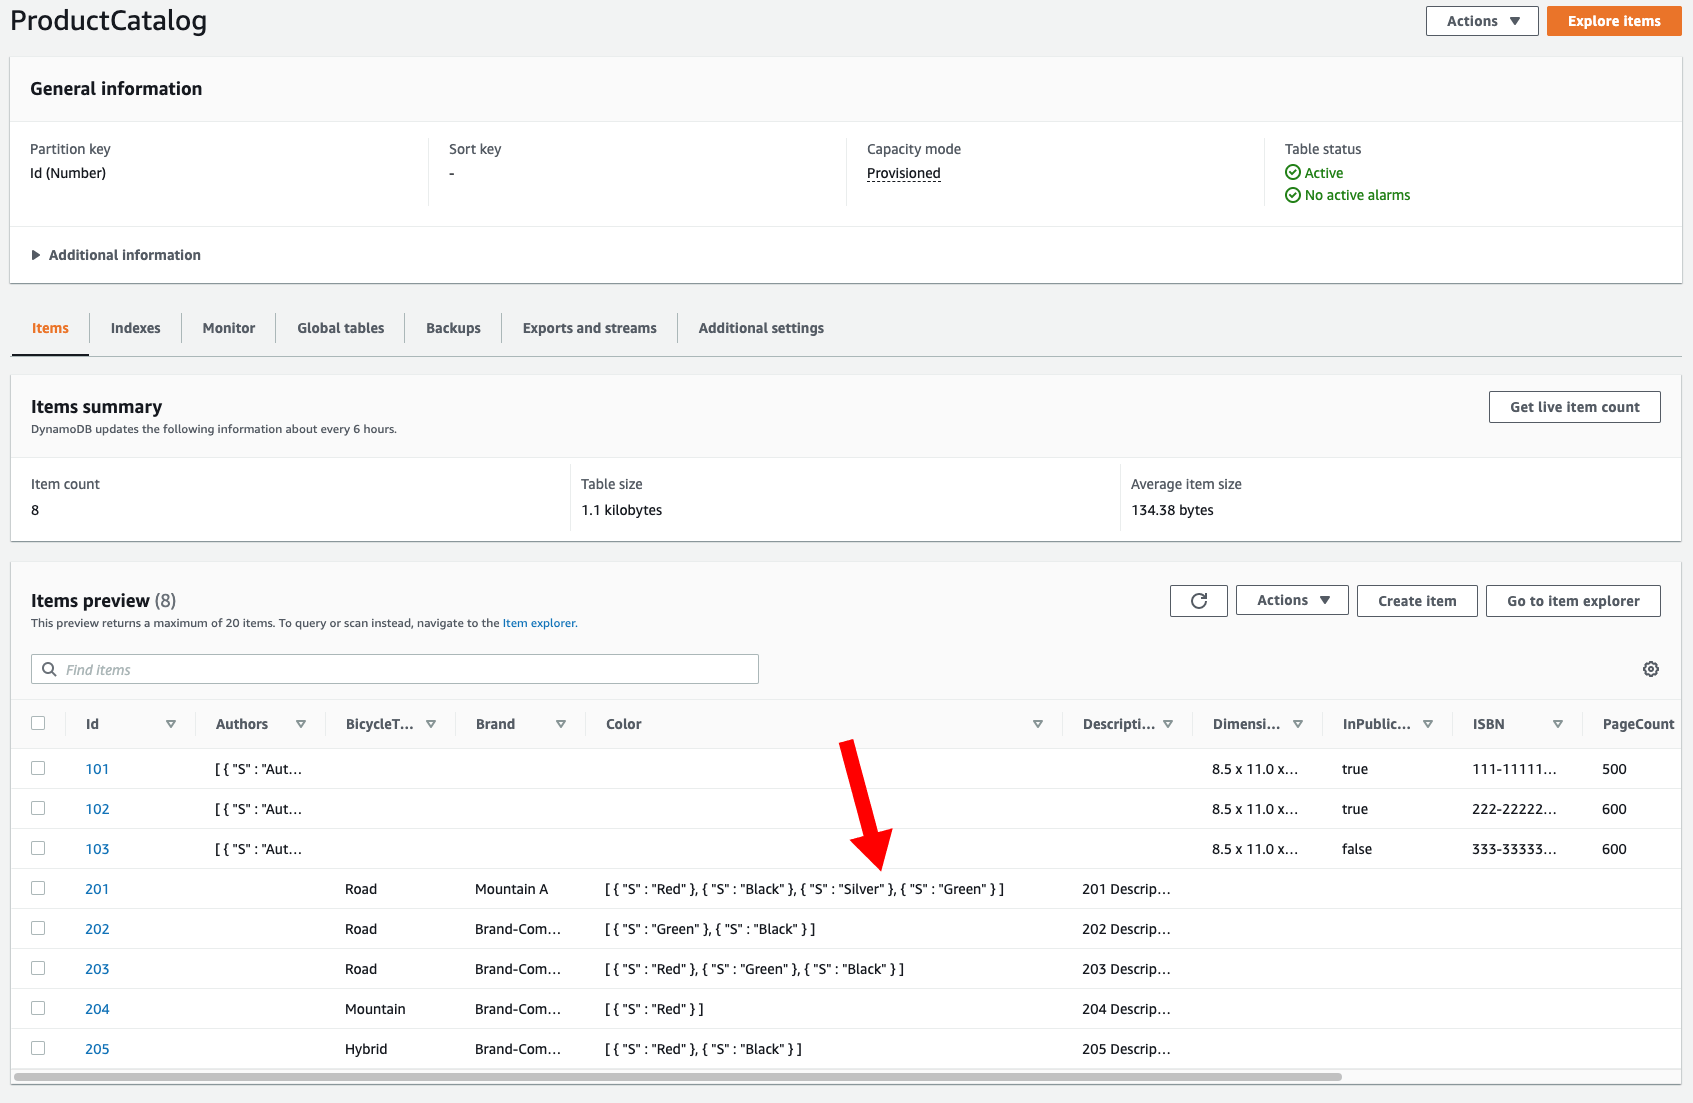 ProductCatalog
Actions
Explore items
General information
Partition key
Id (Number)
Sort key
-
Capacity mode
Provisioned
Table status
Active
No active alarms
Additional information
Items Indexes Monitor Global tables Backups Exports and streams Additional settings
Items summary
DynamoDB updates the following information about every 6 hours.
Get live item count
Item count
8
Table size
1.1 kilobytes
Average item size
134.38 bytes
Items preview (8)
This preview returns a maximum of 20 items. To query or scan instead, navigate to the Item explorer.
Actions
Create item
Go to item explorer
Find items
Id Authors BicycleT... Brand Color Descripti... Dimensi... InPublic... ISBN PageCount
101 [ { "S" : "Aut... 8.5 x 11.0 x... true 111-11111... 500
102 [ { "S" : "Aut... 8.5 x 11.0 x... true 222-22222... 600
103 [ { "S" : "Aut... 8.5 x 11.0 x... false 333-33333... 600
201 Road Mountain A [ { "S" : "Red" }, { "S" : "Black" }, { "S" : "Silver" }, { "S" : "Green" } ] 201 Descrip...
202 Road Brand-Com... [ { "S" : "Green" }, { "S" : "Black" } ] 202 Descrip...
203 Road Brand-Com... [ { "S" : "Red" }, { "S" : "Green" }, { "S" : "Black" } ] 203 Descrip...
204 Mountain Brand-Com... [ { "S" : "Red" } ] 204 Descrip...
205 Hybrid Brand-Com... [ { "S" : "Red" }, { "S" : "Black" } ] 205 Descrip...